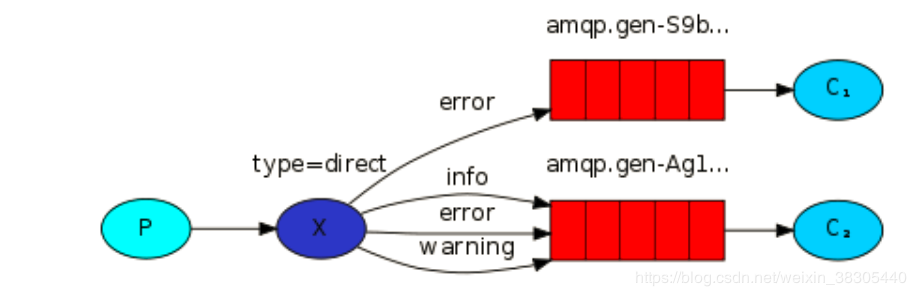 amqp.gen-S9b...
C₁
error
type=direct
amqp.gen-Ag1...
info
P
X
error
C₂
warning
https://blog.csdn.net/weixin_38305440